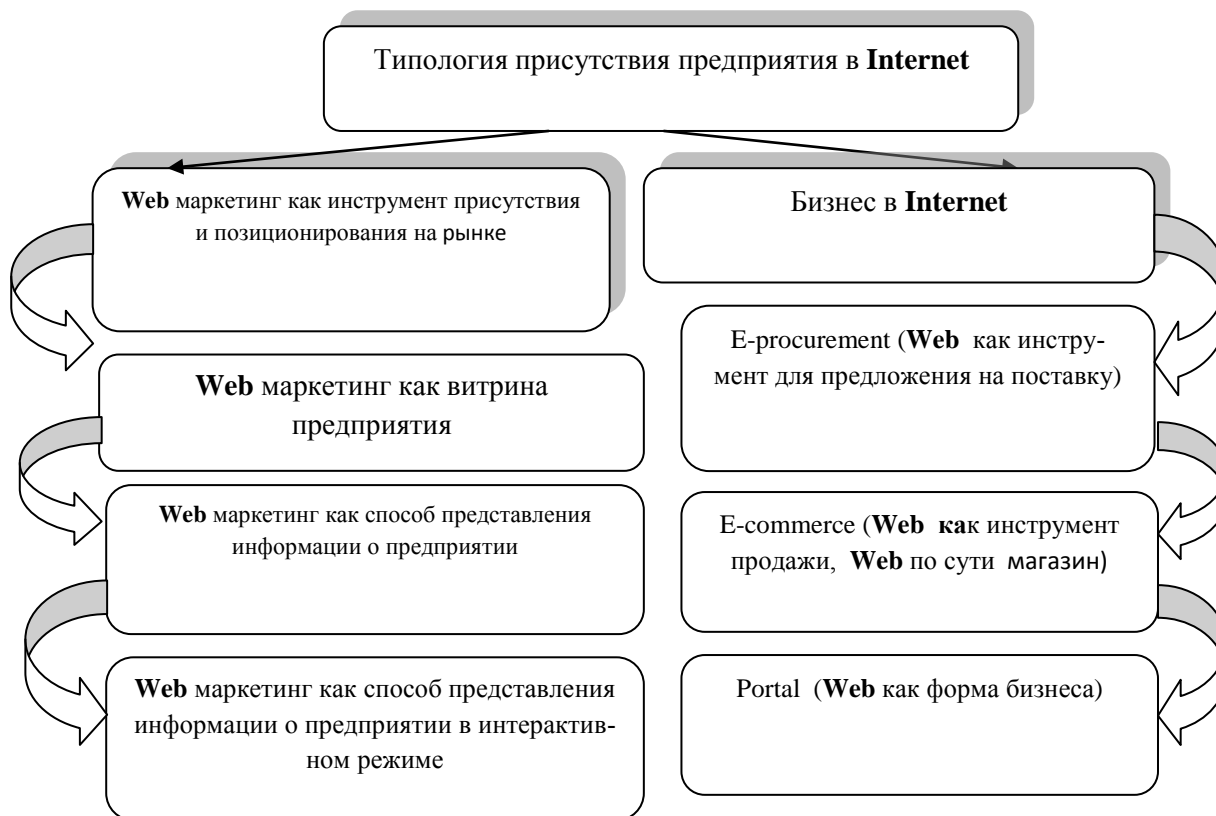 Типология присутствия предприятия в Internet
Web маркетинг как инструмент присутствия
и позиционирования на рынке
Web маркетинг как витрина
предприятия
Web маркетинг как способ представления
информации о предприятии
Web маркетинг как способ представления
информации о предприятии в интерактив-
ном режиме
Бизнес в Internet
E-procurement (Web как инстру-
мент для предложения на поставку)
E-commerce (Web как инструмент
продажи, Web по сути магазин)
Portal (Web как форма бизнеса)